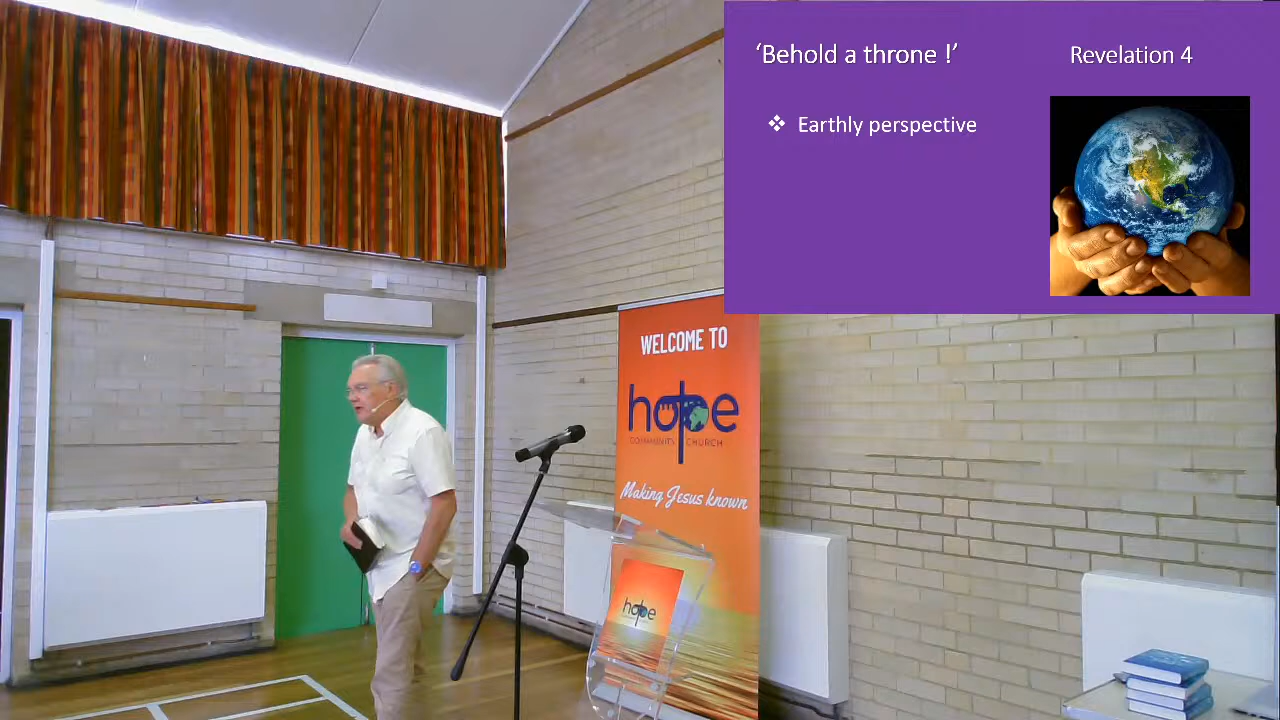 ‘Behold a throne !’
Revelation 4
❖ Earthly perspective
WELCOME TO
hope
COMMUNITY CHURCH
Making Jesus known
hope